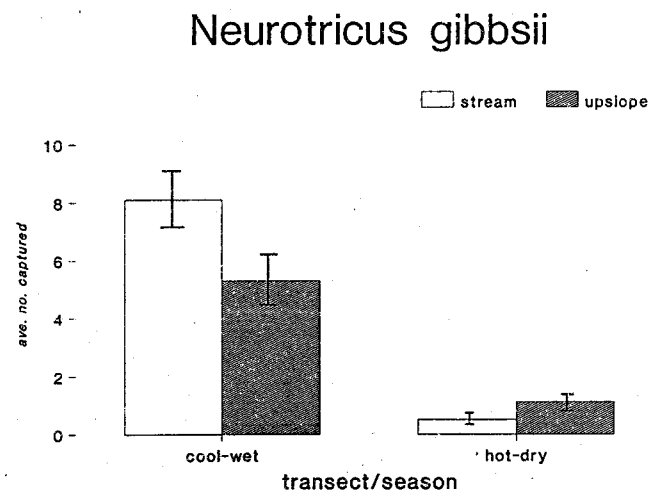 Neurotricus gibbsii
stream upslope
10
8
6
4
2
0
ave. no. captured
cool-wet hot-dry
transect/season